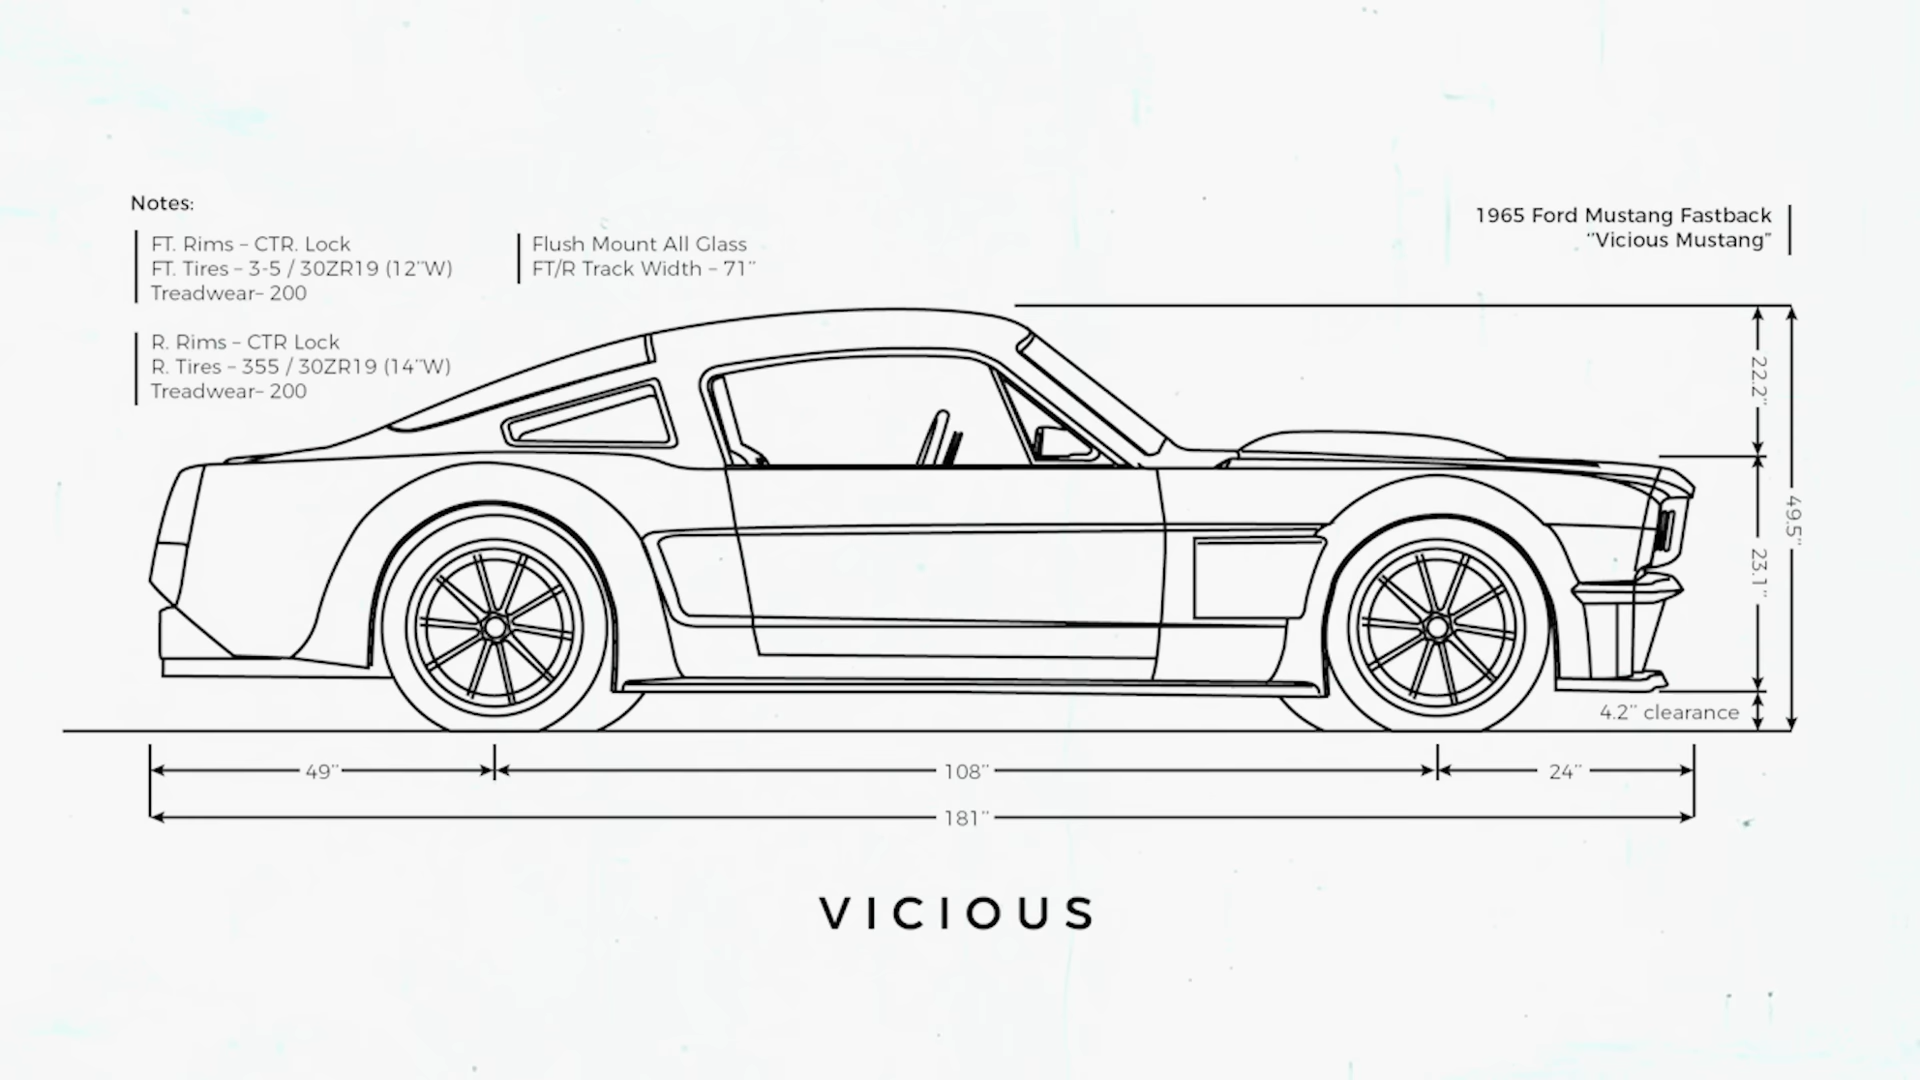 Notes:
FT. Rims – CTR. Lock
FT. Tires – 3-5 / 30ZR19 (12"W)
Treadwear– 200
R. Rims – CTR Lock
R. Tires – 355 / 30ZR19 (14"W)
Treadwear– 200
Flush Mount All Glass
FT/R Track Width – 71"
1965 Ford Mustang Fastback
"Vicious Mustang"
22.2"
49.5"
23.1"
4.2" clearance
49"
108"
24"
181"
VICIOUS